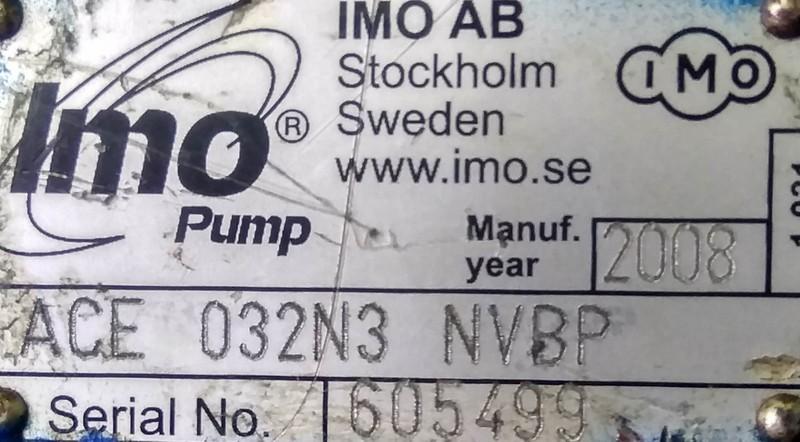 IMO AB
Stockholm
Sweden
www.imo.se
IMO
Imo®
Pump
Manuf. year 2008
ACE 032N3 NVBP
Serial No. 605499